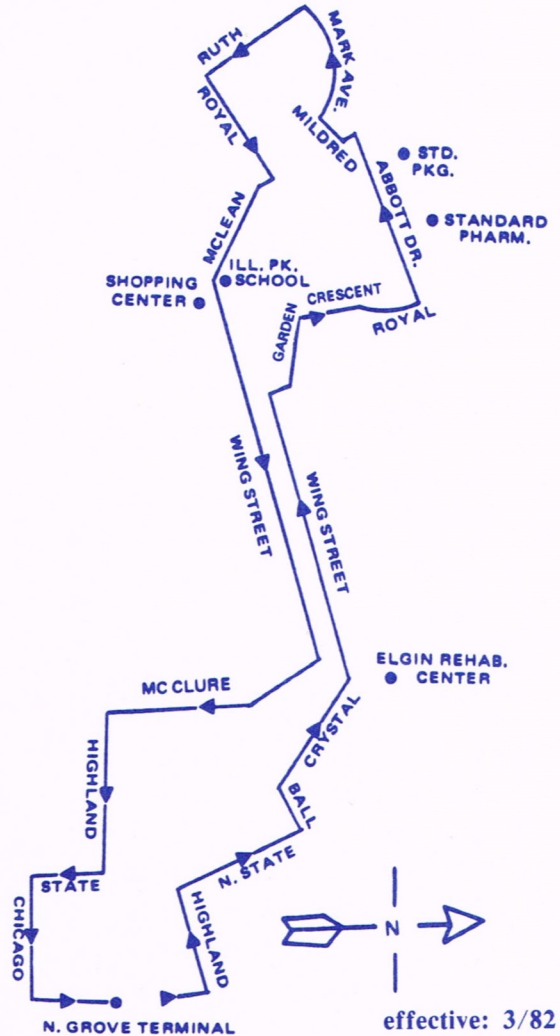 RUTH
MARK AVE.
ROYAL
MILDRED
STD.
PKG.
ABBOTT DR.
STANDARD
PHARM.
MCLEAN
ILL. PK.
SCHOOL
SHOPPING
CENTER
CRESCENT
GARDEN
ROYAL
WING STREET
WING STREET
ELGIN REHAB.
CENTER
MC CLURE
CRYSTAL
HIGHLAND
BALL
N. STATE
STATE
HIGHLAND
CHICAGO
N
N. GROVE TERMINAL
effective: 3/82